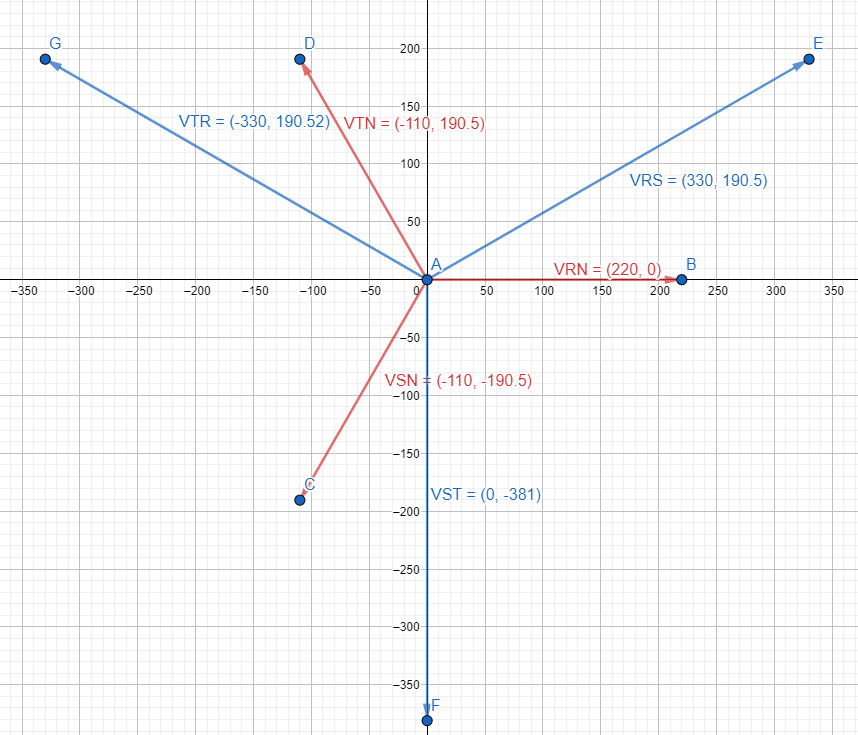 G
D
E
200
VTR = (-330, 190.52)
VTN = (-110, 190.5)
150
100
VRS = (330, 190.5)
50
A
VRN = (220, 0)
B
–350
–300
–250
–200
–150
–100
–50
0
50
100
150
200
250
300
350
–50
VSN = (-110, -190.5)
–100
–150
C
VST = (0, -381)
–200
–250
–300
–350
F